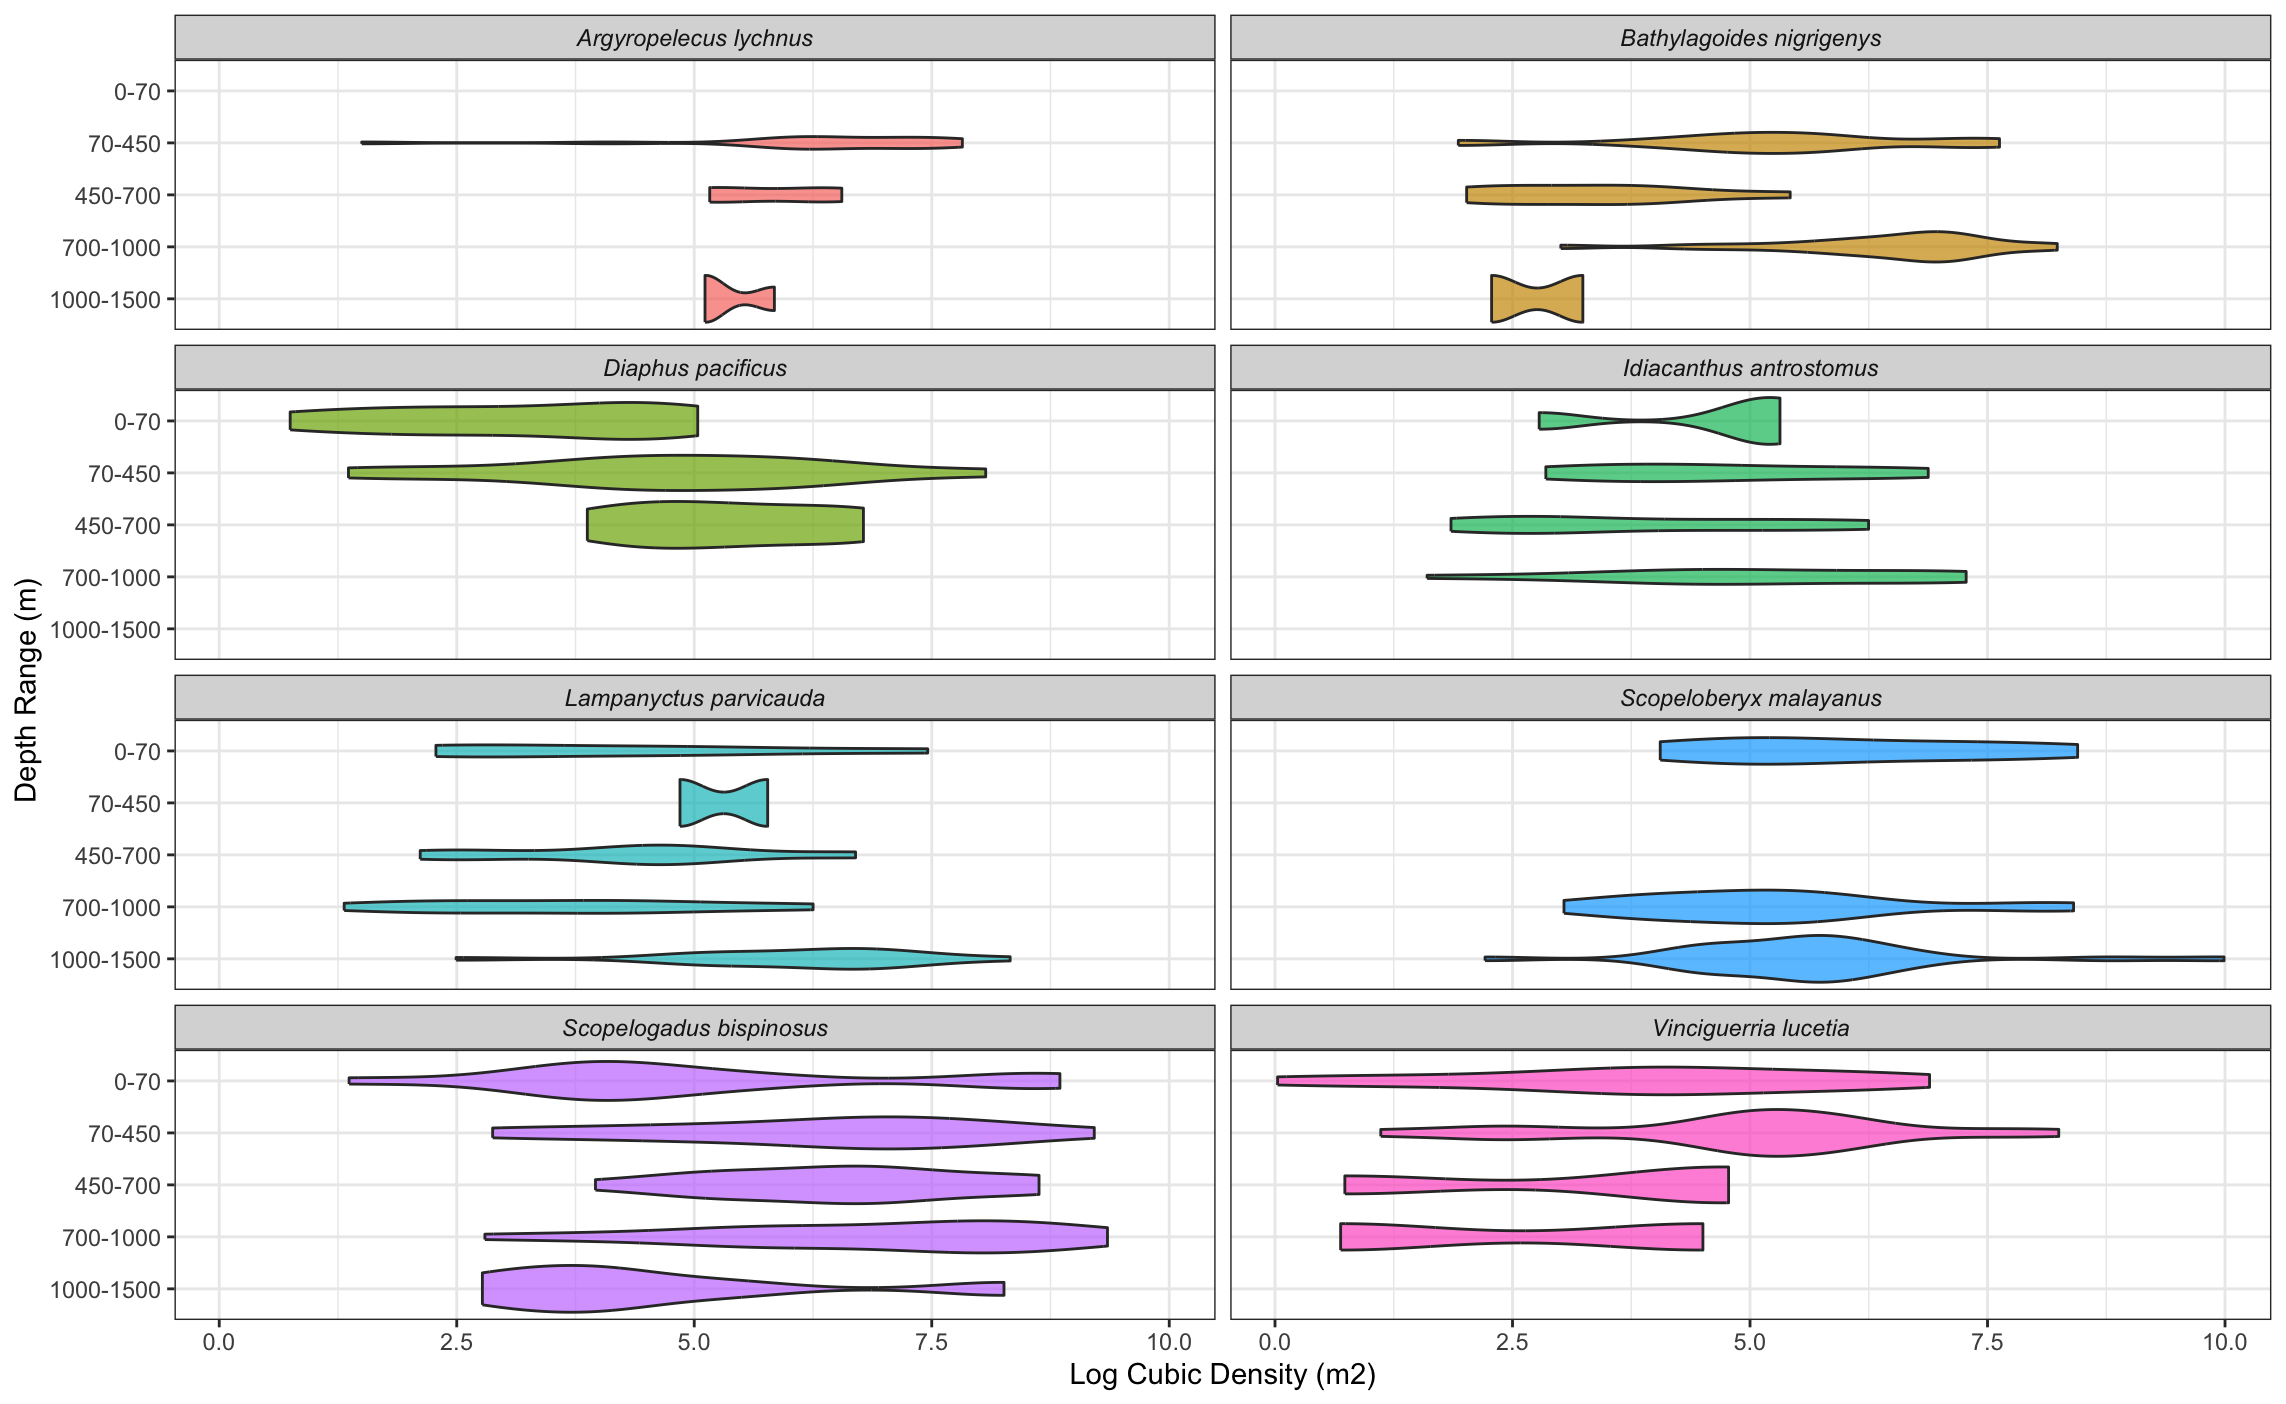 Argyropelecus lychnus
Bathylagoides nigrigenys
0-70
70-450
450-700
700-1000
1000-1500
Diaphus pacificus
Idiacanthus antrostomus
0-70
70-450
450-700
700-1000
1000-1500
Depth Range (m)
Lampanyctus parvicauda
Scopeloberyx malayanus
0-70
70-450
450-700
700-1000
1000-1500
Scopelogadus bispinosus
Vinciguerria lucetia
0-70
70-450
450-700
700-1000
1000-1500
0.0 2.5 5.0 7.5 10.0 0.0 2.5 5.0 7.5 10.0
Log Cubic Density (m2)